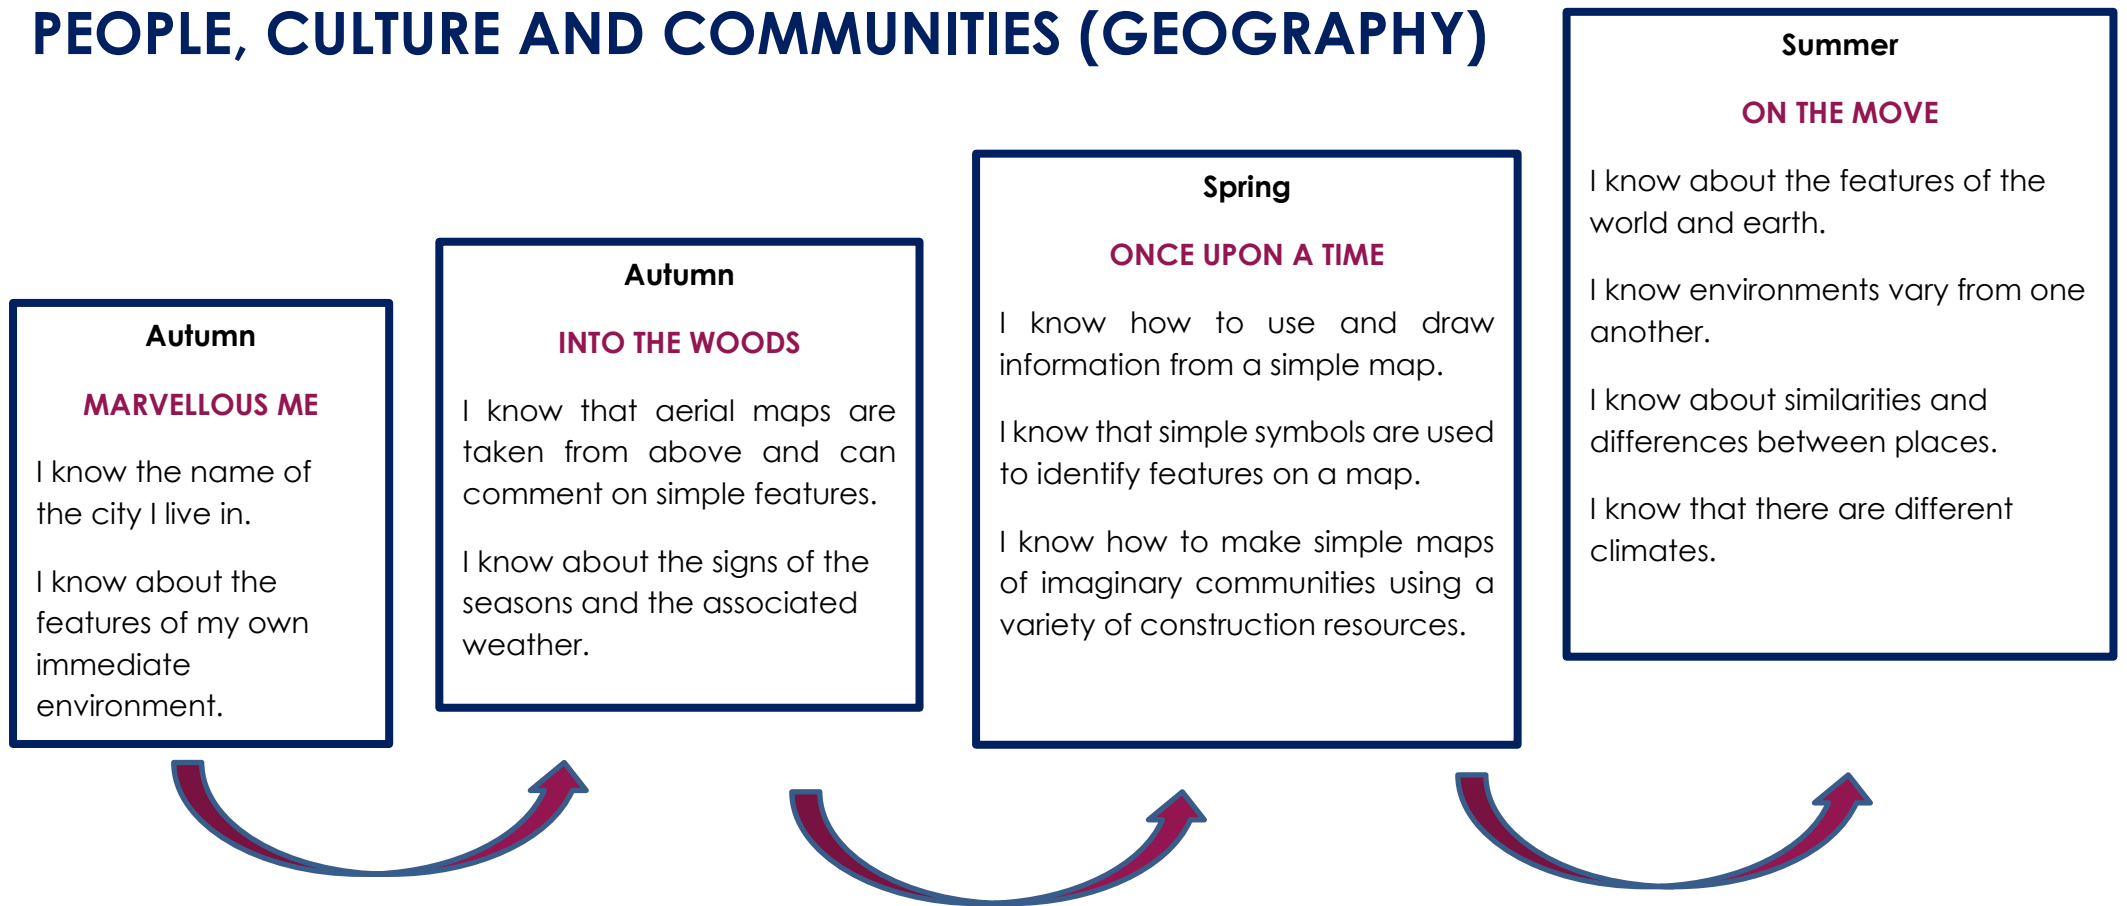 PEOPLE, CULTURE AND COMMUNITIES (GEOGRAPHY)
Autumn
MARVELLOUS ME
I know the name of
the city I live in.
I know about the
features of my own
immediate
environment.
Autumn
INTO THE WOODS
I know that aerial maps are
taken from above and can
comment on simple features.
I know about the signs of the
seasons and the associated
weather.
Spring
ONCE UPON A TIME
I know how to use and draw
information from a simple map.
I know that simple symbols are used
to identify features on a map.
I know how to make simple maps
of imaginary communities using a
variety of construction resources.
Summer
ON THE MOVE
I know about the features of the
world and earth.
I know environments vary from one
another.
I know about similarities and
differences between places.
I know that there are different
climates.